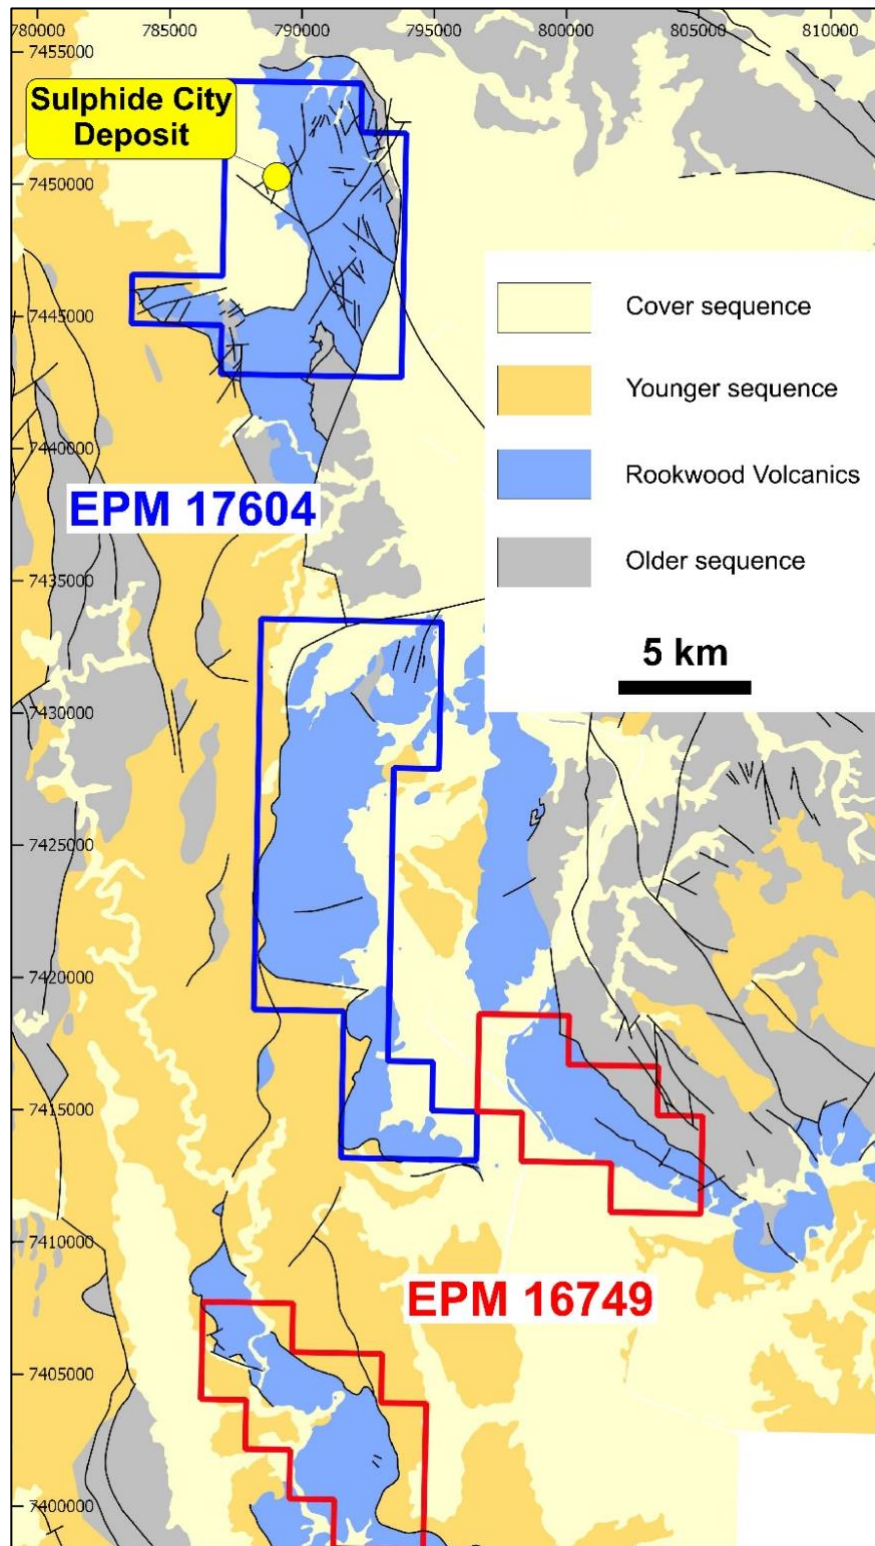 780000
785000
790000
795000
800000
805000
810000
7455000
Sulphide City
Deposit
7450000
7445000
Cover sequence
Younger sequence
Rookwood Volcanics
Older sequence
5 km
7440000
EPM 17604
7435000
7430000
7425000
7420000
7415000
7410000
EPM 16749
7405000
7400000